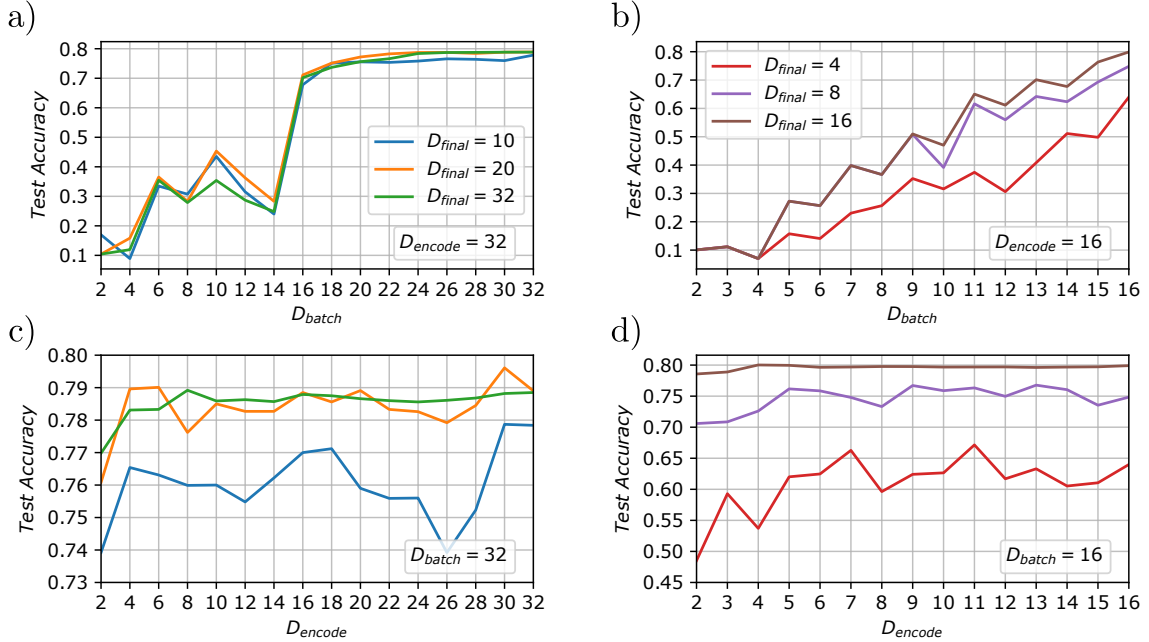 a)
0.8
0.7
0.6
0.5
0.4
0.3
0.2
0.1
Test Accuracy
D_final = 10
D_final = 20
D_final = 32
D_encode = 32
2 4 6 8 10 12 14 16 18 20 22 24 26 28 30 32
D_batch
b)
0.8
0.7
0.6
0.5
0.4
0.3
0.2
0.1
Test Accuracy
D_final = 4
D_final = 8
D_final = 16
D_encode = 16
2 3 4 5 6 7 8 9 10 11 12 13 14 15 16
D_batch
c)
0.80
0.79
0.78
0.77
0.76
0.75
0.74
0.73
Test Accuracy
D_batch = 32
2 4 6 8 10 12 14 16 18 20 22 24 26 28 30 32
D_encode
d)
0.80
0.75
0.70
0.65
0.60
0.55
0.50
0.45
Test Accuracy
D_batch = 16
2 3 4 5 6 7 8 9 10 11 12 13 14 15 16
D_encode